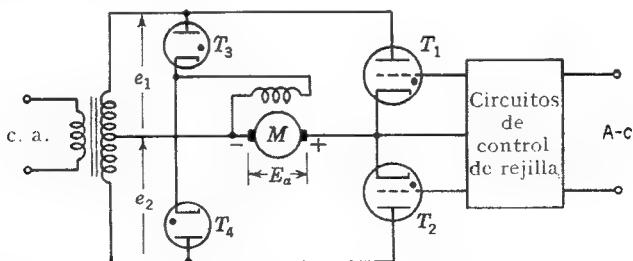 T3
T1
e1
c. a.
M
- +
Ea
e2
T4
T2
Circuitos
de
control
de rejilla
A-c